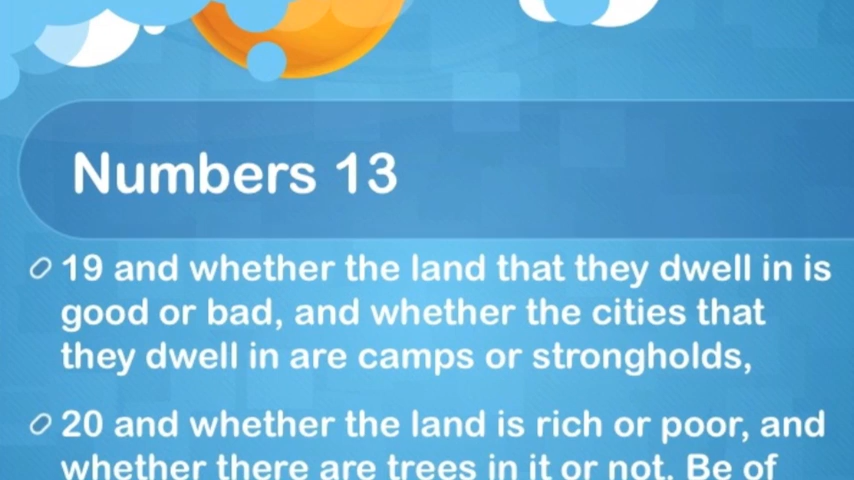 Numbers 13
19 and whether the land that they dwell in is
good or bad, and whether the cities that
they dwell in are camps or strongholds,
20 and whether the land is rich or poor, and
whether there are trees in it or not. Be of